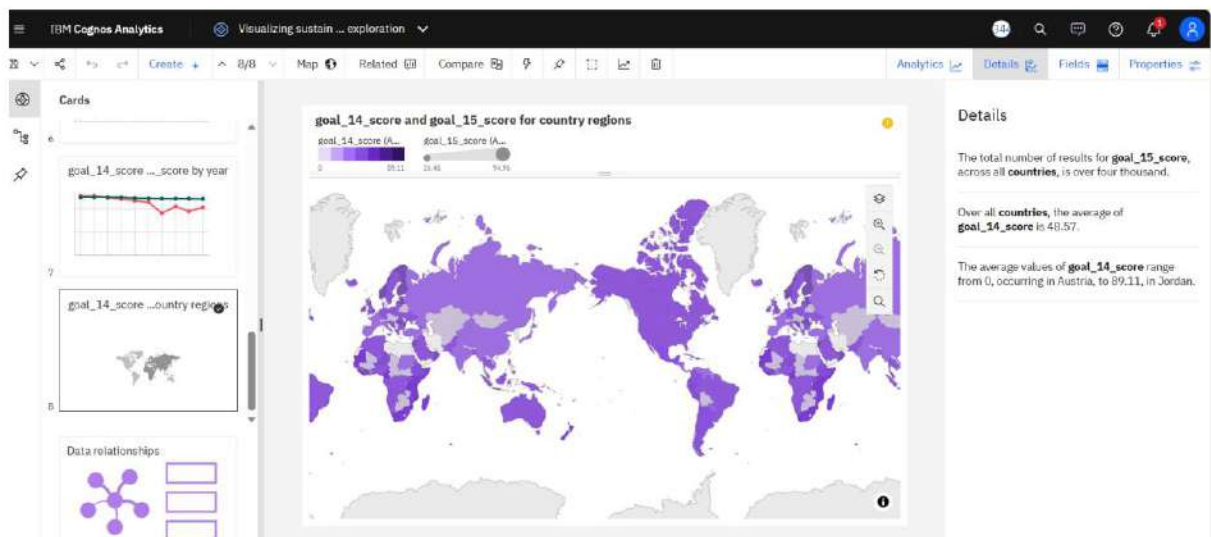 IBM Cognos Analytics
Visualizing sustain ... exploration
Create +
8/8
Map
Related
Compare
Analytics
Details
Fields
Properties
Cards
6
goal_14_score ..._score by year
7
goal_14_score ...ountry regions
8
Data relationships
goal_14_score and goal_15_score for country regions
goal_14_score (A...
goal_15_score (A...
0
89.11
26.46
94.96
Details
The total number of results for goal_15_score,
across all countries, is over four thousand.
Over all countries, the average of
goal_14_score is 48.57.
The average values of goal_14_score range
from 0, occurring in Austria, to 89.11, in Jordan.